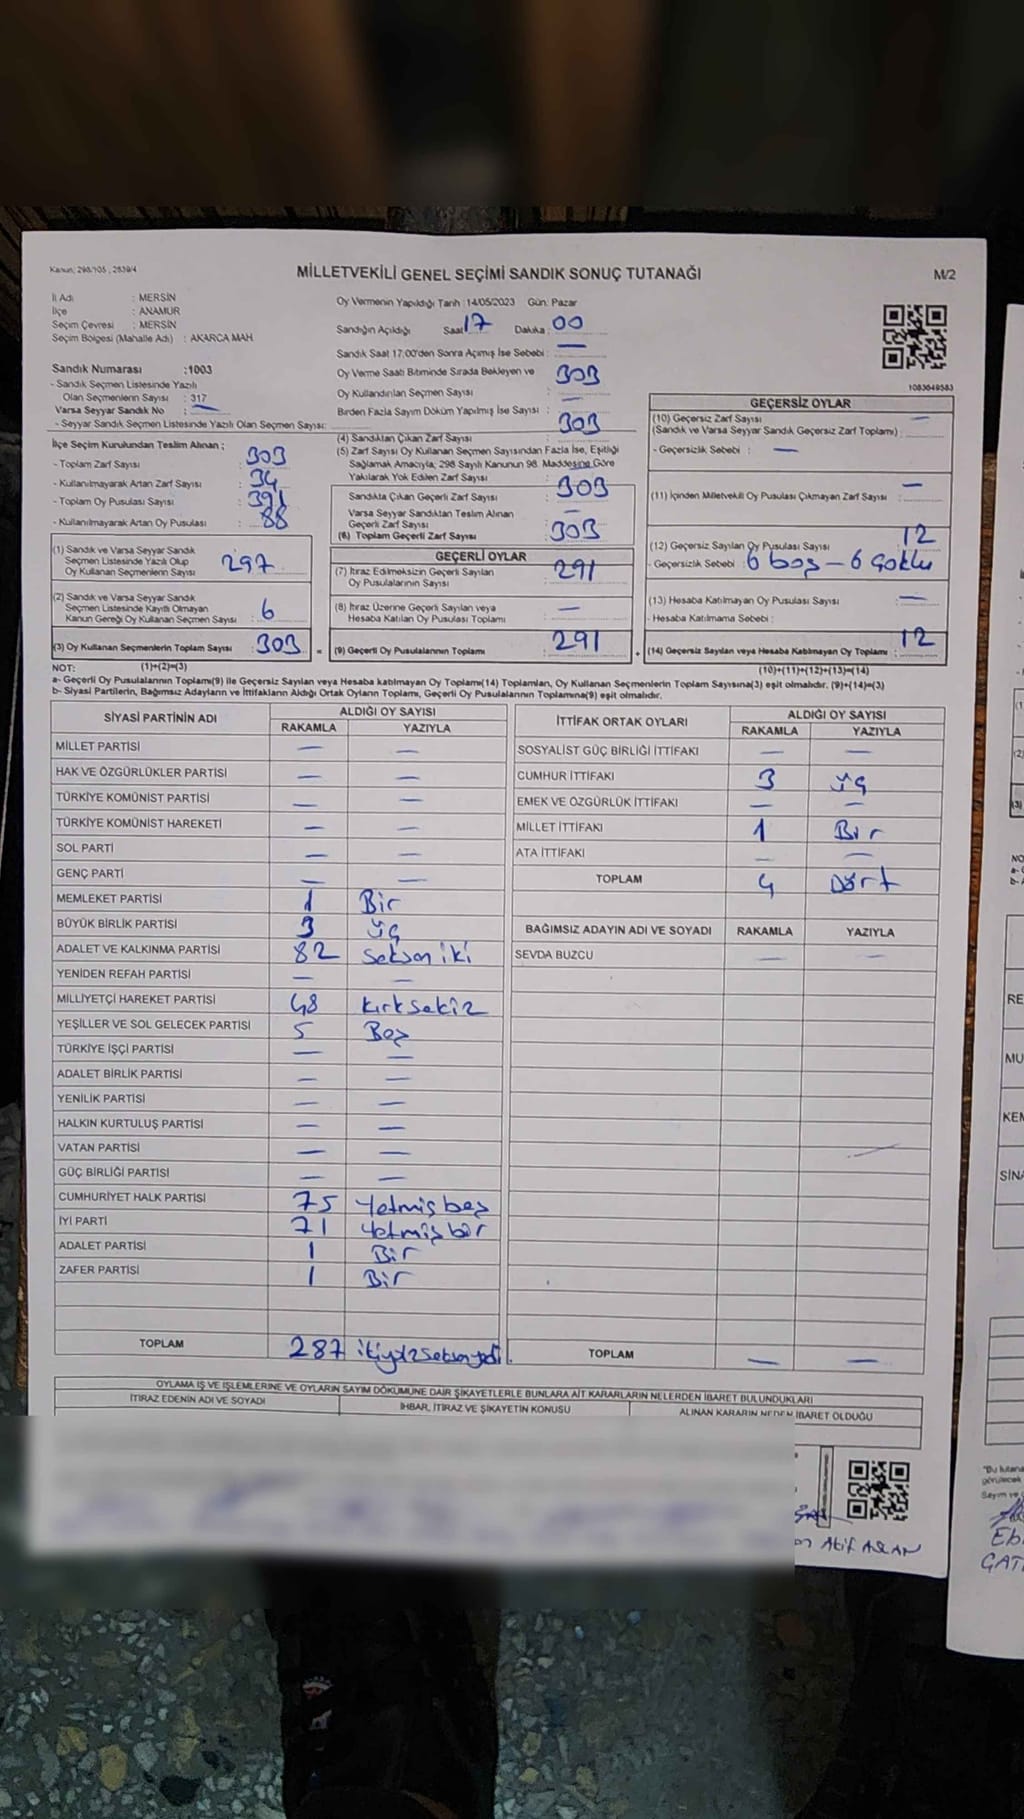 Kanun; 298/105 , 2839/4
MİLLETVEKİLİ GENEL SEÇİMİ SANDIK SONUÇ TUTANAĞI
M/2
İl Adı : MERSİN
İlçe : ANAMUR
Seçim Çevresi : MERSİN
Seçim Bölgesi (Mahalle Adı) : AKARCA MAH
Oy Vermenin Yapıldığı Tarih :14/05/2023 Gün: Pazar
Sandığın Açıldığı Saat 17 Dakika : 00
Sandık Saat 17:00'den Sonra Açımış İse Sebebi : —
Oy Verme Saati Bitiminde Sırada Bekleyen ve
Oy Kullandırılan Seçmen Sayısı : 303
Birden Fazla Sayım Döküm Yapılmış İse Sayısı : —
Sandık Numarası :1003
- Sandık Seçmen Listesinde Yazılı
Olan Seçmenlerin Sayısı : 317
Varsa Seyyar Sandık No : —
- Seyyar Sandık Seçmen Listesinde Yazılı Olan Seçmen Sayısı:
1083649583
İlçe Seçim Kurulundan Teslim Alınan ;
- Toplam Zarf Sayısı : 303
- Kullanılmayarak Artan Zarf Sayısı : 34
- Toplam Oy Pusulası Sayısı : 391
- Kullanılmayarak Artan Oy Pusulası : 88
(4) Sandıktan Çıkan Zarf Sayısı : 303
(5) Zarf Sayısı Oy Kullanan Seçmen Sayısından Fazla İse, Eşitliği
Sağlamak Amacıyla; 298 Sayılı Kanunun 98. Maddesine Göre
Yakılarak Yok Edilen Zarf Sayısı : —
Sandıkta Çıkan Geçerli Zarf Sayısı : 303
Varsa Seyyar Sandıktan Teslim Alınan
Geçerli Zarf Sayısı : —
(6) Toplam Geçerli Zarf Sayısı : 303
GEÇERSİZ OYLAR
(10) Geçersiz Zarf Sayısı —
(Sandık ve Varsa Seyyar Sandık Geçersiz Zarf Toplamı) :
- Geçersizlik Sebebi : —
(11) İçinden Milletvekili Oy Pusulası Çıkmayan Zarf Sayısı : —
(12) Geçersiz Sayılan Oy Pusulası Sayısı : 12
- Geçersizlik Sebebi : 6 boş – 6 Çoklu
(13) Hesaba Katılmayan Oy Pusulası Sayısı : —
- Hesaba Katılmama Sebebi :
(14) Geçersiz Sayılan veya Hesaba Katılmayan Oy Toplamı : 12
(1) Sandık ve Varsa Seyyar Sandık
Seçmen Listesinde Yazılı Olup
Oy Kullanan Seçmenlerin Sayısı : 297
(2) Sandık ve Varsa Seyyar Sandık
Seçmen Listesinde Kayıtlı Olmayan
Kanun Gereği Oy Kullanan Seçmen Sayısı : 6
(3) Oy Kullanan Seçmenlerin Toplam Sayısı : 303
GEÇERLİ OYLAR
(7) İtiraz Edilmeksizin Geçerli Sayılan
Oy Pusulalarının Sayısı : 291
(8) İtiraz Üzerine Geçerli Sayılan veya
Hesaba Katılan Oy Pusulası Toplamı : —
(9) Geçerli Oy Pusulalarının Toplamı : 291
NOT: (1)+(2)=(3) (10)+(11)+(12)+(13)=(14)
a- Geçerli Oy Pusulalarının Toplamı(9) ile Geçersiz Sayılan veya Hesaba katılmayan Oy Toplamı(14) Toplamları, Oy Kullanan Seçmenlerin Toplam Sayısına(3) eşit olmalıdır. (9)+(14)=(3)
b- Siyasi Partilerin, Bağımsız Adayların ve İttifakların Aldığı Ortak Oyların Toplamı, Geçerli Oy Pusulalarının Toplamına(9) eşit olmalıdır.
SİYASİ PARTİNİN ADI ALDIĞI OY SAYISI
RAKAMLA YAZIYLA
MİLLET PARTİSİ — —
HAK VE ÖZGÜRLÜKLER PARTİSİ — —
TÜRKİYE KOMÜNİST PARTİSİ — —
TÜRKİYE KOMÜNİST HAREKETİ — —
SOL PARTİ — —
GENÇ PARTİ — —
MEMLEKET PARTİSİ 1 Bir
BÜYÜK BİRLİK PARTİSİ 3 üç
ADALET VE KALKINMA PARTİSİ 82 seksen iki
YENİDEN REFAH PARTİSİ — —
MİLLİYETÇİ HAREKET PARTİSİ 48 kırksekiz
YEŞİLLER VE SOL GELECEK PARTİSİ 5 Beş
TÜRKİYE İŞÇİ PARTİSİ — —
ADALET BİRLİK PARTİSİ — —
YENİLİK PARTİSİ — —
HALKIN KURTULUŞ PARTİSİ — —
VATAN PARTİSİ — —
GÜÇ BİRLİĞİ PARTİSİ — —
CUMHURİYET HALK PARTİSİ 75 Yetmişbeş
İYİ PARTİ 71 Yetmişbir
ADALET PARTİSİ 1 Bir
ZAFER PARTİSİ 1 Bir
TOPLAM 287 ikiyüzseksenyedi
İTTİFAK ORTAK OYLARI ALDIĞI OY SAYISI
RAKAMLA YAZIYLA
SOSYALİST GÜÇ BİRLİĞİ İTTİFAKI — —
CUMHUR İTTİFAKI 3 üç
EMEK VE ÖZGÜRLÜK İTTİFAKI — —
MİLLET İTTİFAKI 1 Bir
ATA İTTİFAKI — —
TOPLAM 4 Dört
BAĞIMSIZ ADAYIN ADI VE SOYADI RAKAMLA YAZIYLA
SEVDA BUZCU — —
TOPLAM — —
OYLAMA İŞ VE İŞLEMLERİNE VE OYLARIN SAYIM DÖKÜMÜNE DAİR ŞİKAYETLERLE BUNLARA AİT KARARLARIN NELERDEN İBARET BULUNDUKLARI
İTİRAZ EDENİN ADI VE SOYADI İHBAR, İTİRAZ VE ŞİKAYETİN KONUSU ALINAN KARARIN NEDEN İBARET OLDUĞU
Atıf ASLAN
NO
RE
MU
KEM
SİNA
"Bu tutana
görülecek
Sayım ve
Eb
GATI